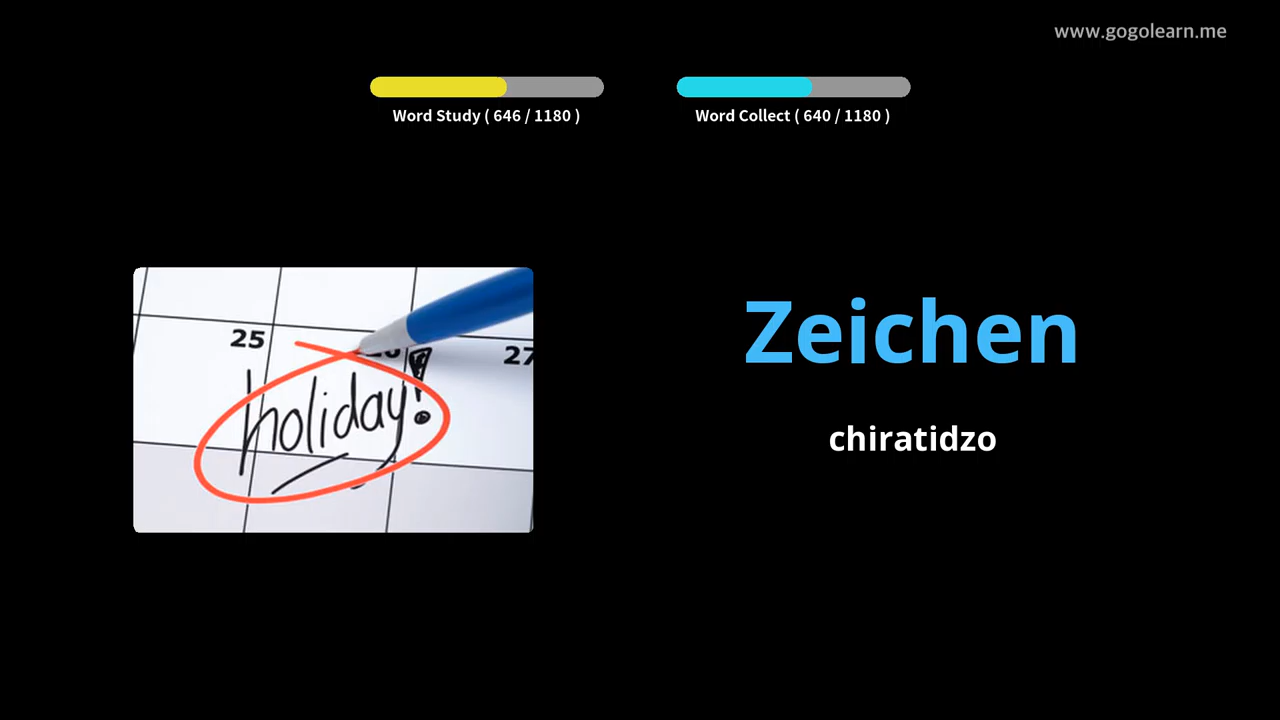 www.gogolearn.me
Word Study ( 646 / 1180 )
Word Collect ( 640 / 1180 )
25
27
holiday!
Zeichen
chiratidzo